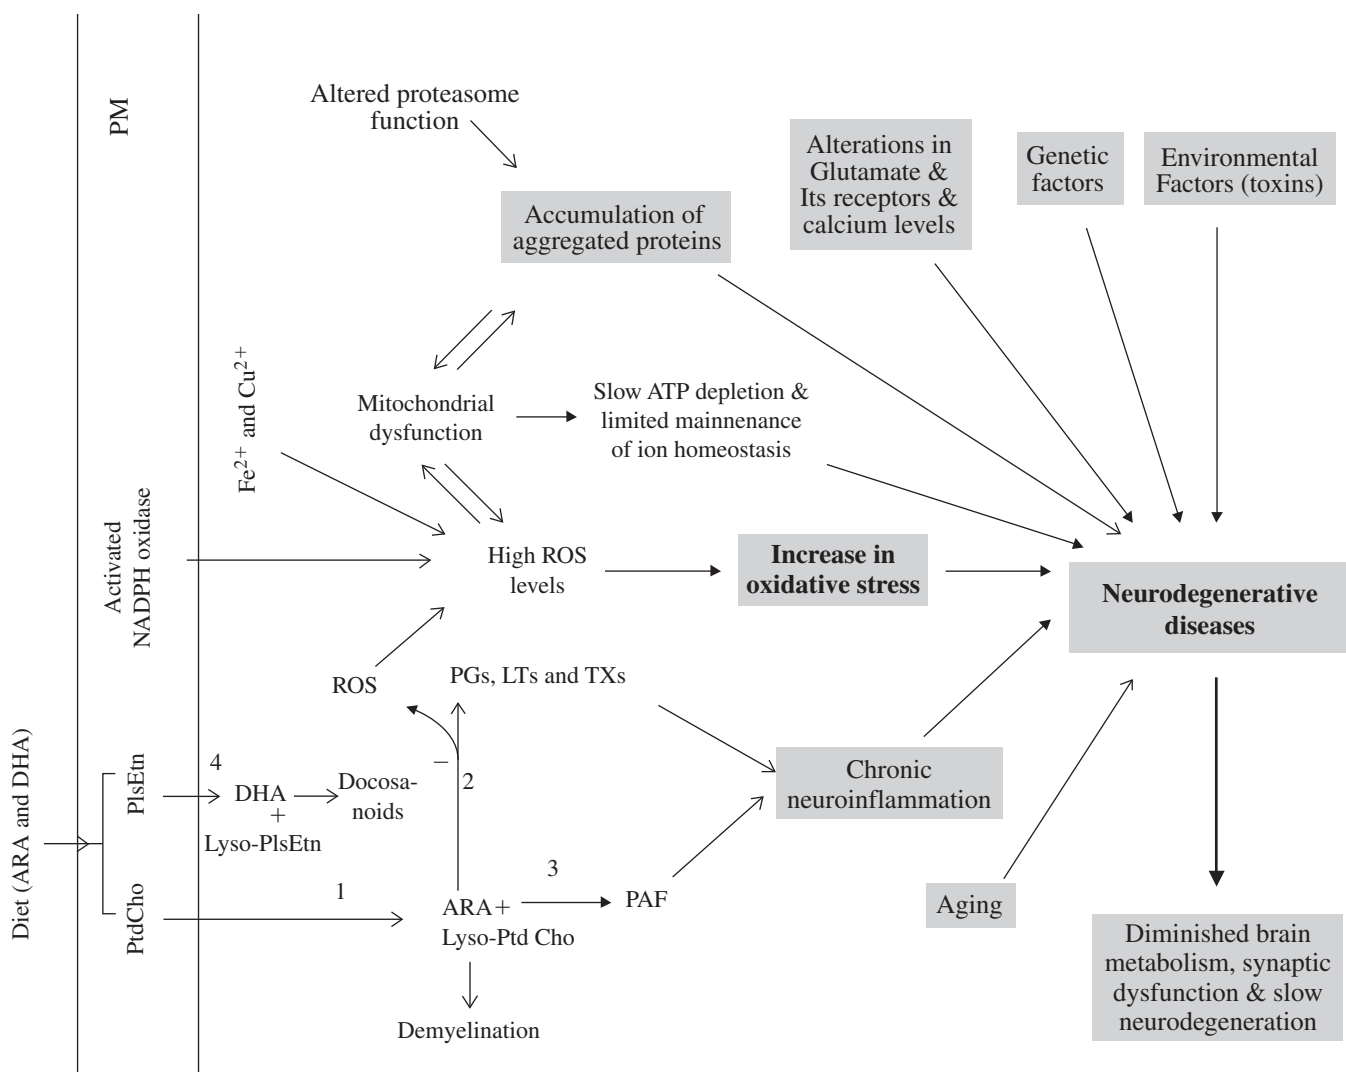 PM
Altered proteasome
function
Accumulation of
aggregated proteins
Alterations in
Glutamate &
Its receptors &
calcium levels
Genetic
factors
Environmental
Factors (toxins)
Fe²⁺ and Cu²⁺
Mitochondrial
dysfunction
Slow ATP depletion &
limited mainnenance
of ion homeostasis
Activated
NADPH oxidase
High ROS
levels
Increase in
oxidative stress
Neurodegenerative
diseases
ROS
PGs, LTs and TXs
Diet (ARA and DHA)
PlsEtn
4
DHA
+
Lyso-PlsEtn
Docosa-
noids
–
2
Chronic
neuroinflammation
PtdCho
1
ARA+
Lyso-Ptd Cho
3
PAF
Aging
Demyelination
Diminished brain
metabolism, synaptic
dysfunction & slow
neurodegeneration